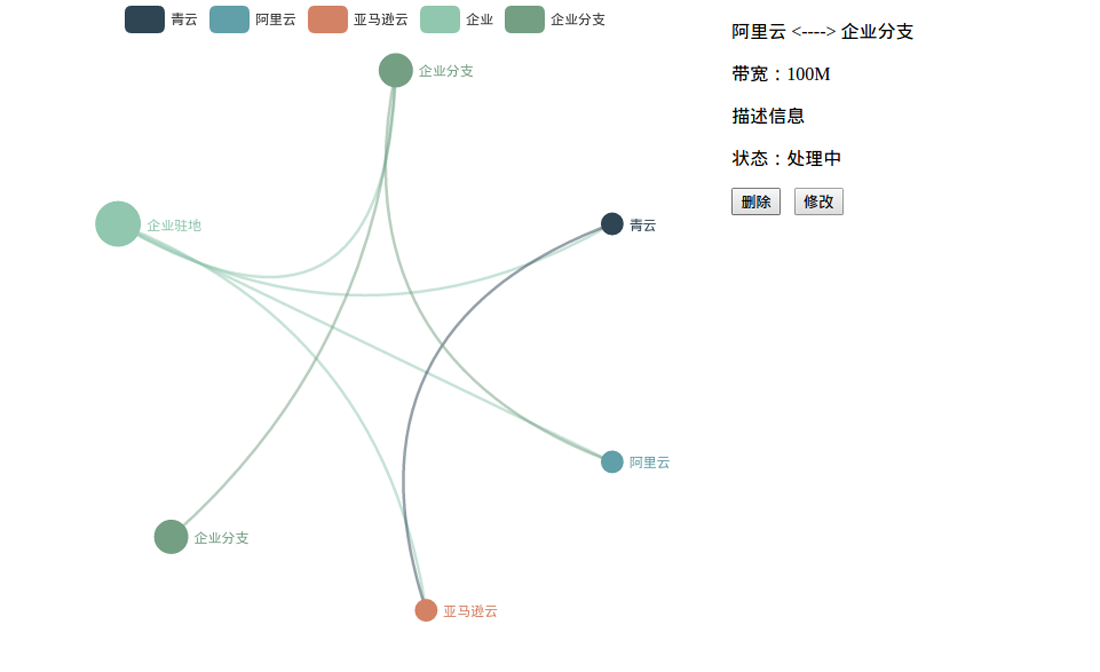 青云 阿里云 亚马逊云 企业 企业分支
企业分支
企业驻地
青云
阿里云
企业分支
亚马逊云
阿里云 <----> 企业分支
带宽：100M
描述信息
状态：处理中
删除 修改